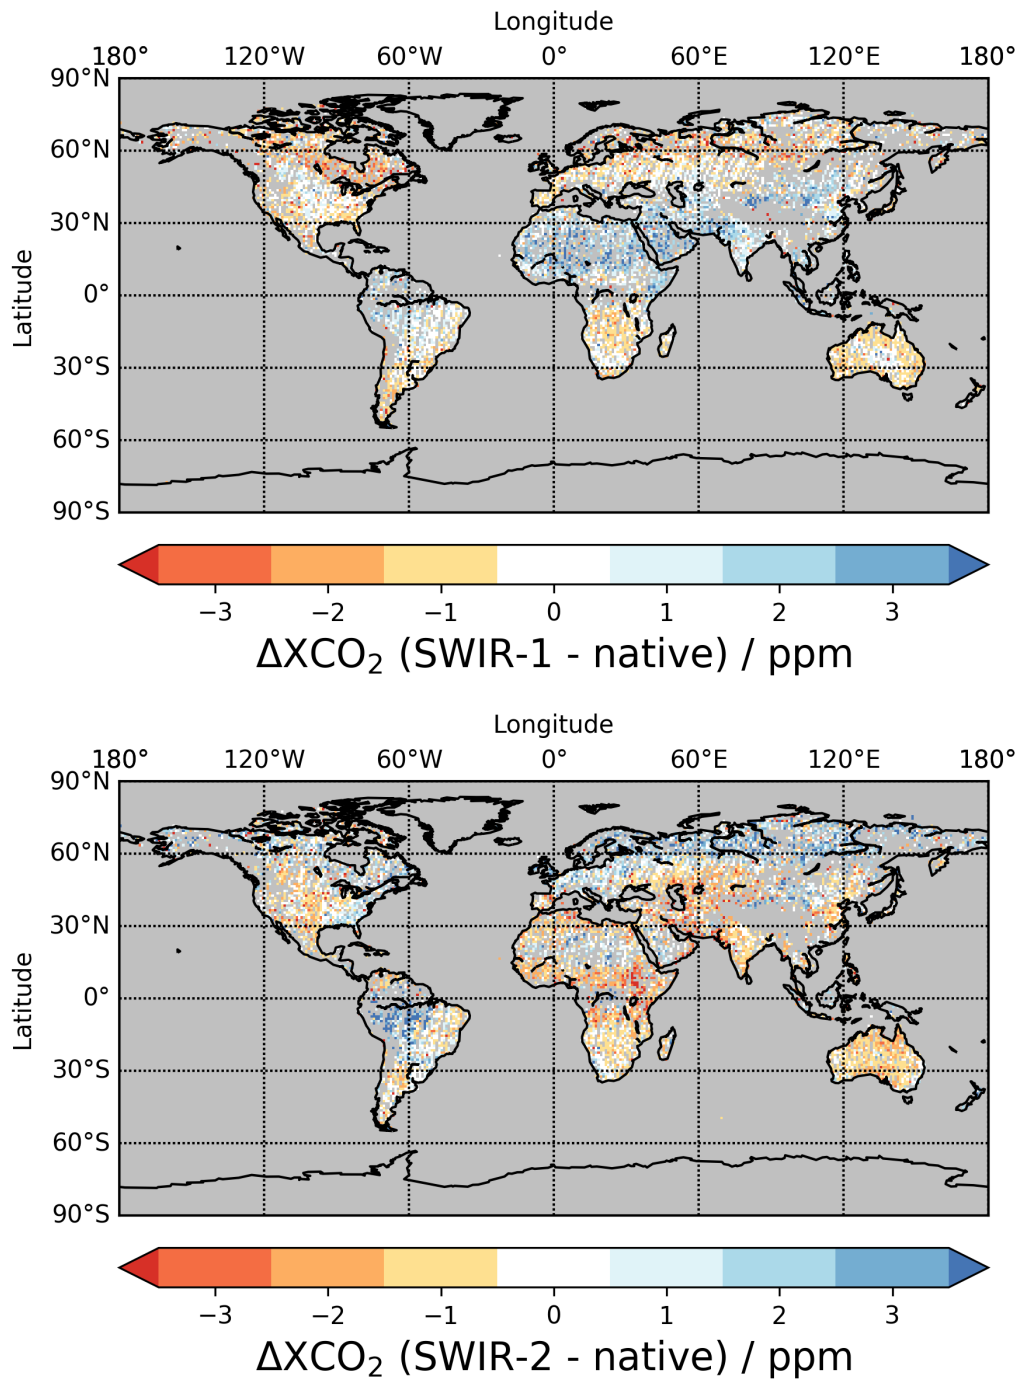 Longitude
180° 120°W 60°W 0° 60°E 120°E 180°
90°N
60°N
30°N
0°
30°S
60°S
90°S
Latitude
−3 −2 −1 0 1 2 3
ΔXCO₂ (SWIR-1 - native) / ppm
Longitude
180° 120°W 60°W 0° 60°E 120°E 180°
90°N
60°N
30°N
0°
30°S
60°S
90°S
Latitude
−3 −2 −1 0 1 2 3
ΔXCO₂ (SWIR-2 - native) / ppm